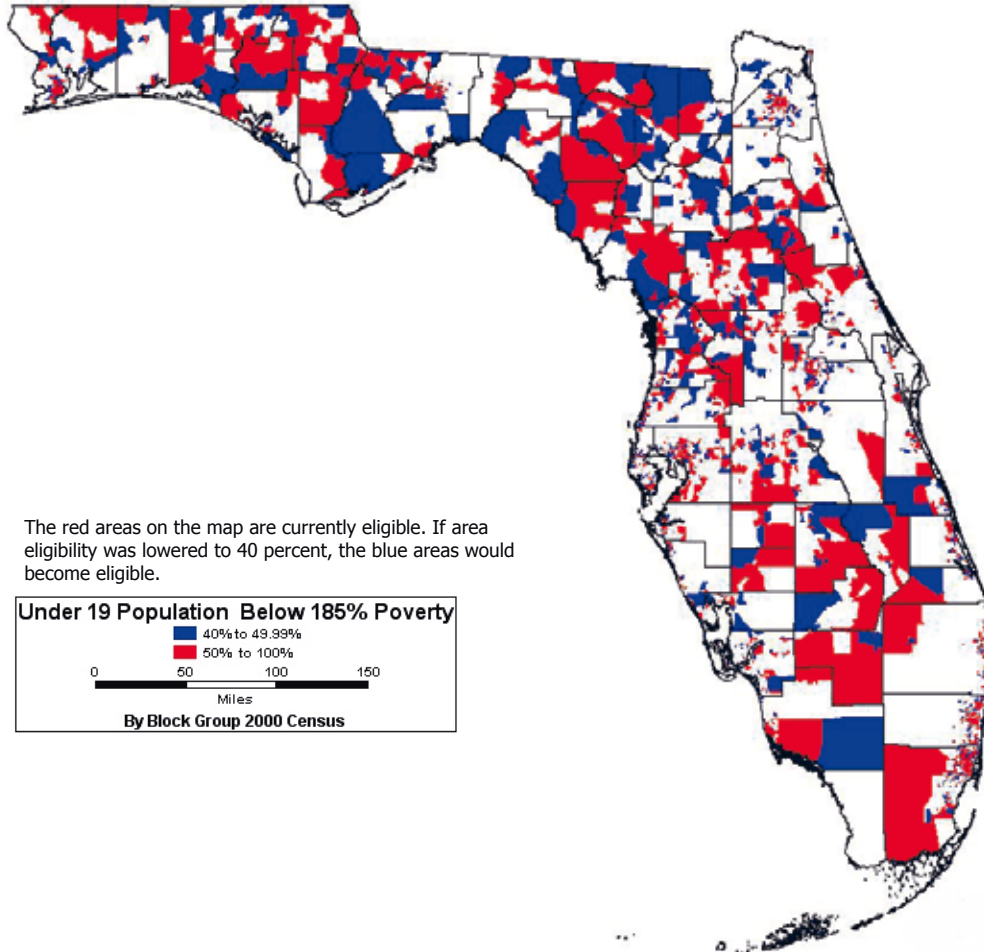 The red areas on the map are currently eligible. If area
eligibility was lowered to 40 percent, the blue areas would
become eligible.
Under 19 Population Below 185% Poverty
40% to 49.99%
50% to 100%
0 50 100 150
Miles
By Block Group 2000 Census